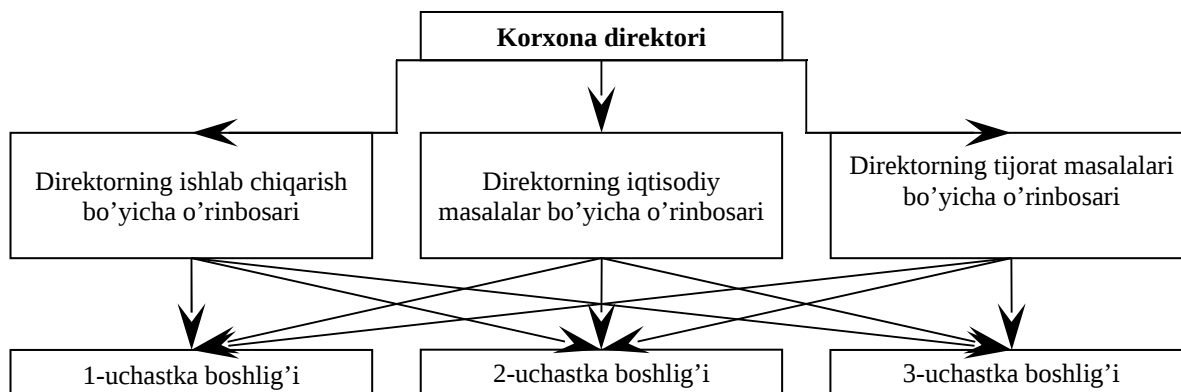 Korxona direktori
Direktorning ishlab chiqarish
bo’yicha o’rinbosari
Direktorning iqtisodiy
masalalar bo’yicha o’rinbosari
Direktorning tijorat masalalari
bo’yicha o’rinbosari
1-uchastka boshlig’i
2-uchastka boshlig’i
3-uchastka boshlig’i